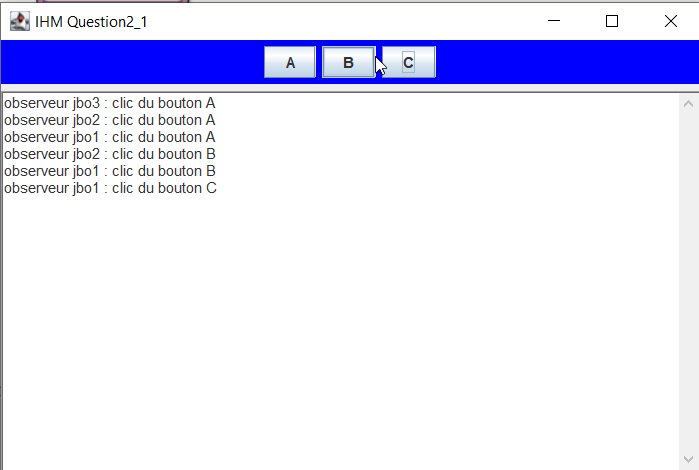 IHM Question2_1
A B C
observeur jbo3 : clic du bouton A
observeur jbo2 : clic du bouton A
observeur jbo1 : clic du bouton A
observeur jbo2 : clic du bouton B
observeur jbo1 : clic du bouton B
observeur jbo1 : clic du bouton C